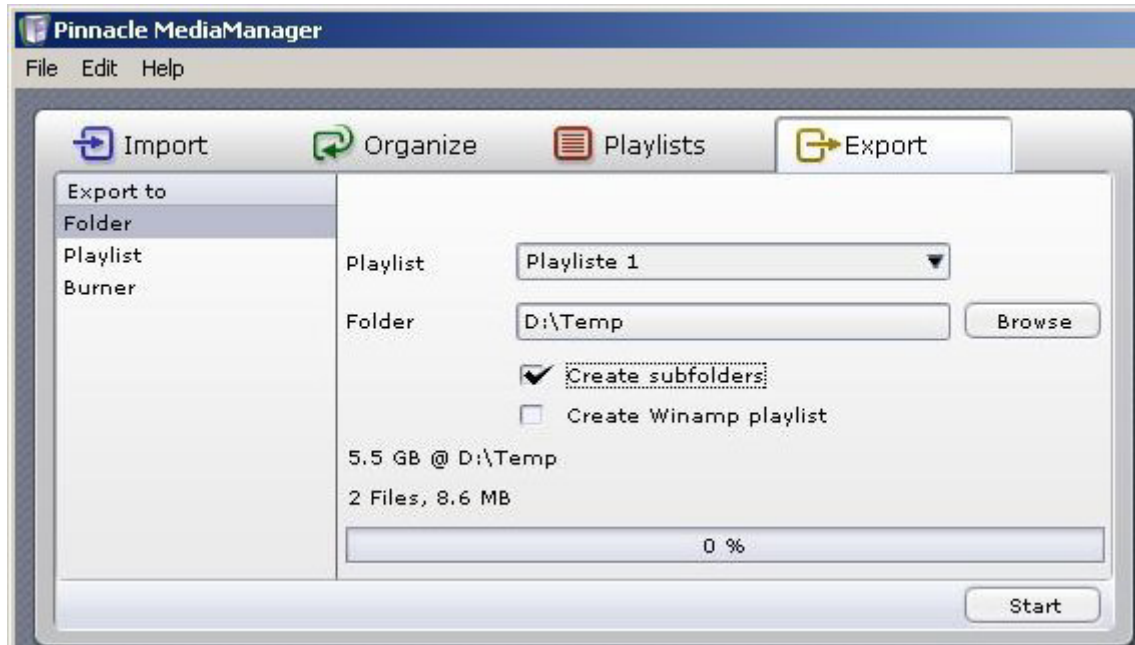 Pinnacle MediaManager
File Edit Help
Import Organize Playlists Export
Export to
Folder
Playlist
Burner
Playlist Playliste 1
Folder D:\Temp Browse
Create subfolders
Create Winamp playlist
5.5 GB @ D:\Temp
2 Files, 8.6 MB
0 %
Start